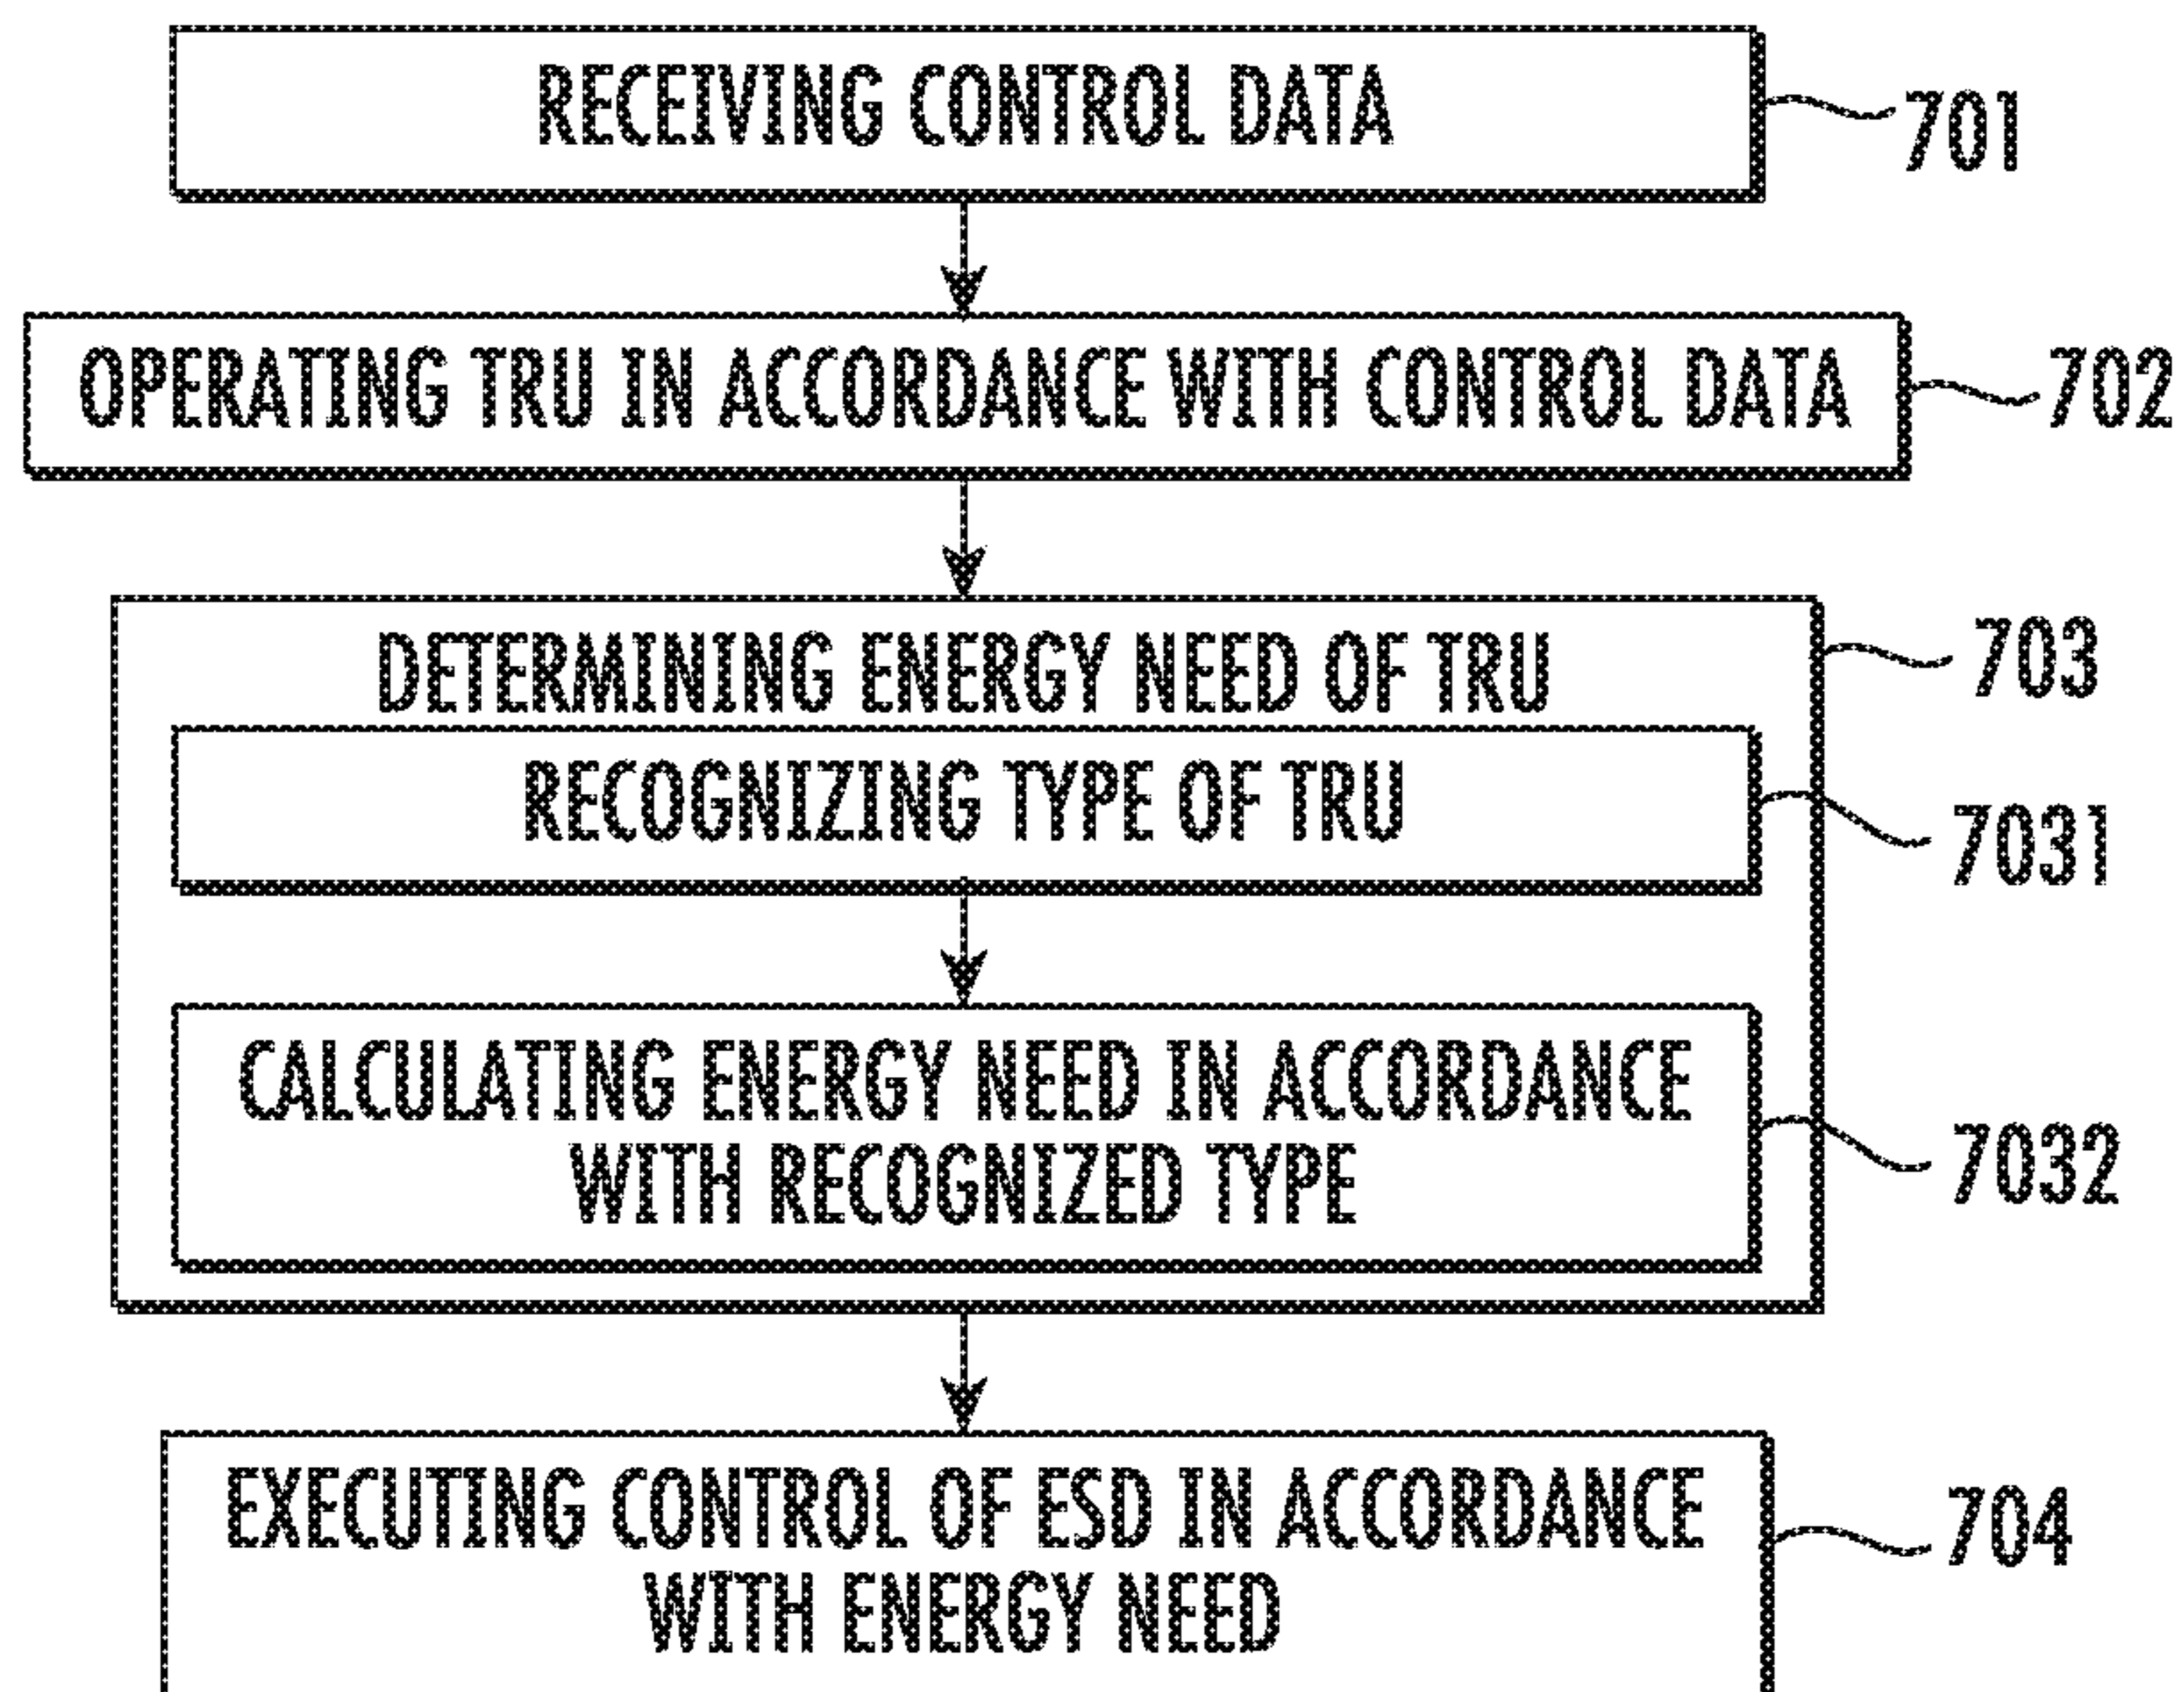 RECEIVING CONTROL DATA
701
OPERATING TRU IN ACCORDANCE WITH CONTROL DATA
702
DETERMINING ENERGY NEED OF TRU
703
RECOGNIZING TYPE OF TRU
7031
CALCULATING ENERGY NEED IN ACCORDANCE
WITH RECOGNIZED TYPE
7032
EXECUTING CONTROL OF ESD IN ACCORDANCE
WITH ENERGY NEED
704